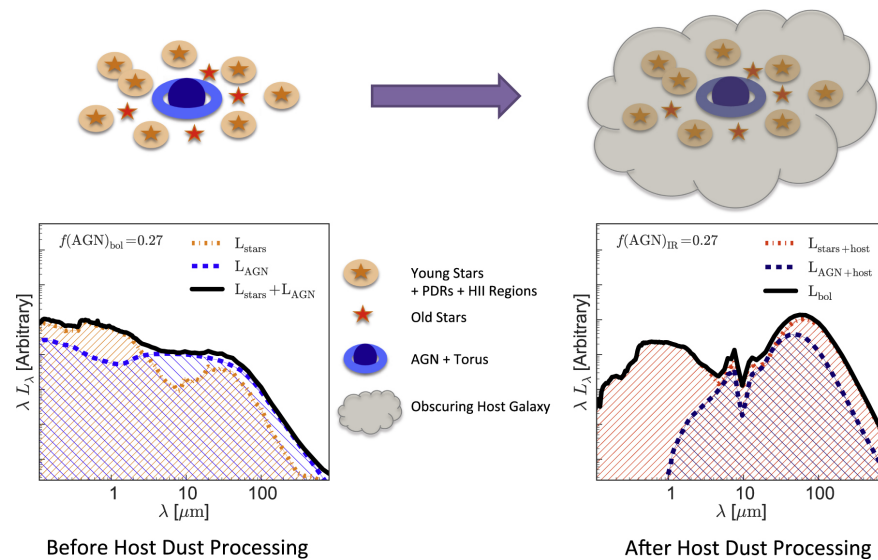 f(AGN)bol=0.27
Lstars
LAGN
Lstars+LAGN
λ Lλ [Arbitrary]
1 10 100
λ [μm]
Before Host Dust Processing
Young Stars
+ PDRs + HII Regions
Old Stars
AGN + Torus
Obscuring Host Galaxy
f(AGN)IR=0.27
Lstars+host
LAGN+host
Lbol
λ Lλ [Arbitrary]
1 10 100
λ [μm]
After Host Dust Processing